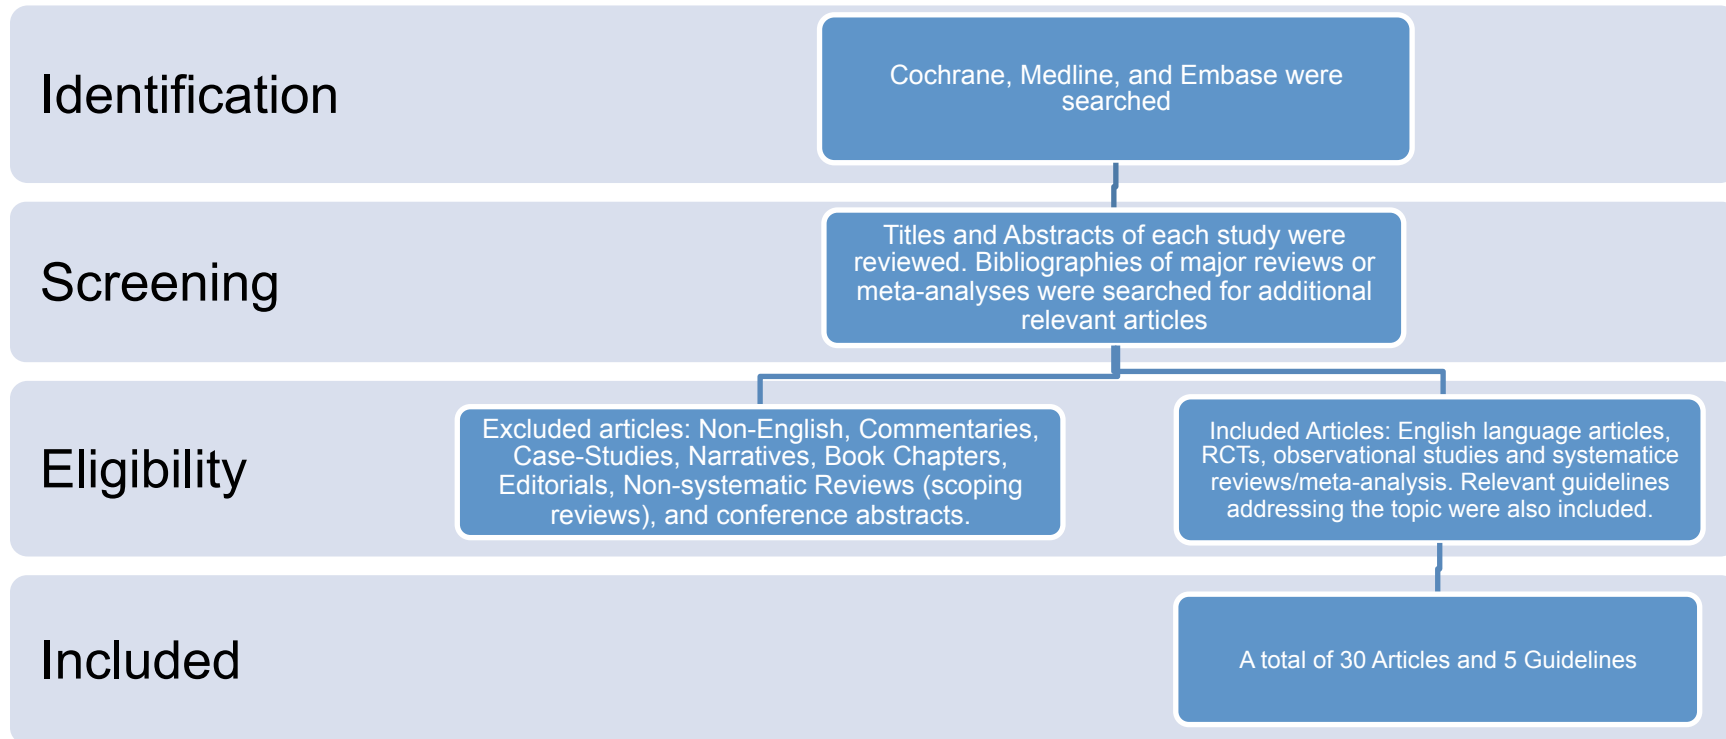 Identification
Cochrane, Medline, and Embase were
searched
Screening
Titles and Abstracts of each study were
reviewed. Bibliographies of major reviews or
meta-analyses were searched for additional
relevant articles
Eligibility
Excluded articles: Non-English, Commentaries,
Case-Studies, Narratives, Book Chapters,
Editorials, Non-systematic Reviews (scoping
reviews), and conference abstracts.
Included Articles: English language articles,
RCTs, observational studies and systematice
reviews/meta-analysis. Relevant guidelines
addressing the topic were also included.
Included
A total of 30 Articles and 5 Guidelines